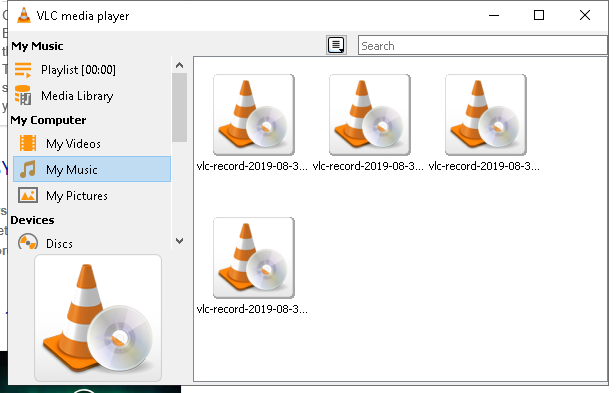 VLC media player
My Music
Search
Playlist [00:00]
Media Library
My Computer
My Videos
My Music
My Pictures
Devices
Discs
vlc-record-2019-08-3...
vlc-record-2019-08-3...
vlc-record-2019-08-3...
vlc-record-2019-08-3...